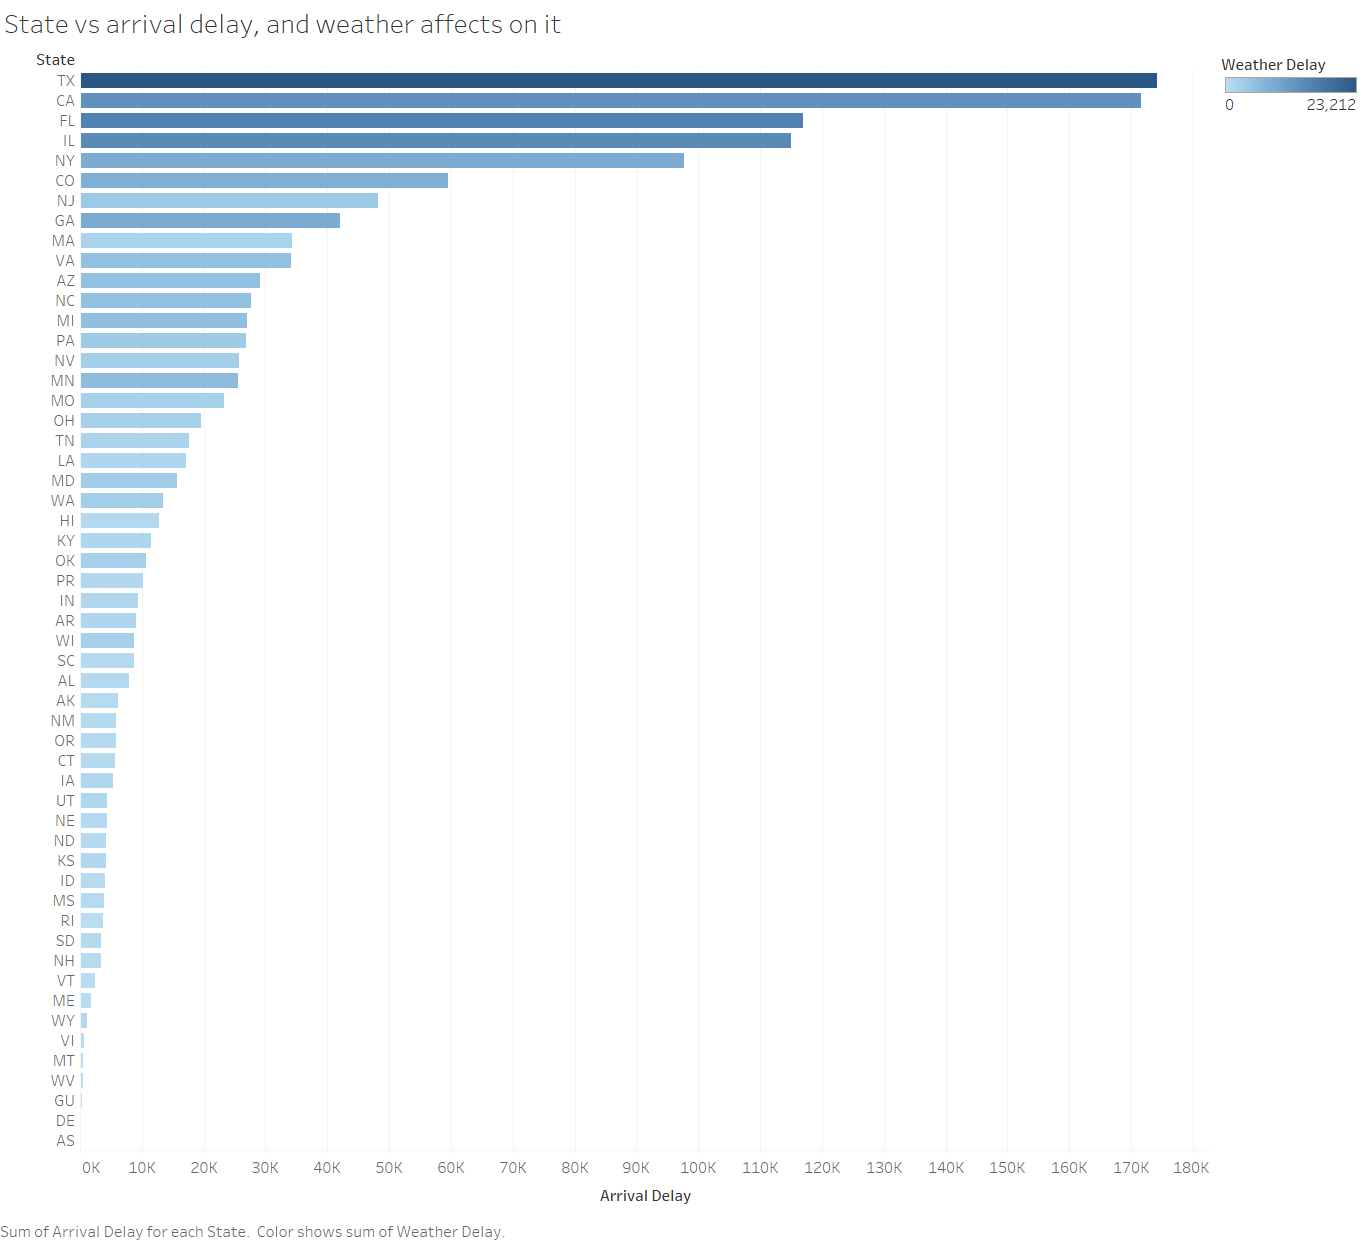 State vs arrival delay, and weather affects on it
State
Weather Delay
0 23,212
TX
CA
FL
IL
NY
CO
NJ
GA
MA
VA
AZ
NC
MI
PA
NV
MN
MO
OH
TN
LA
MD
WA
HI
KY
OK
PR
IN
AR
WI
SC
AL
AK
NM
OR
CT
IA
UT
NE
ND
KS
ID
MS
RI
SD
NH
VT
ME
WY
VI
MT
WV
GU
DE
AS
0K 10K 20K 30K 40K 50K 60K 70K 80K 90K 100K 110K 120K 130K 140K 150K 160K 170K 180K
Arrival Delay
Sum of Arrival Delay for each State.  Color shows sum of Weather Delay.